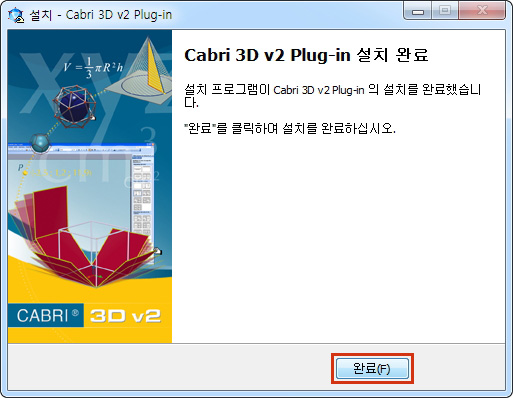 설치 - Cabri 3D v2 Plug-in
V = 1/3 π R² h
Cabri 3D v2 Plug-in 설치 완료
설치 프로그램이 Cabri 3D v2 Plug-in 의 설치를 완료했습니
다.
"완료"를 클릭하여 설치를 완료하십시오.
P
CABRI ® 3D v2
완료(F)